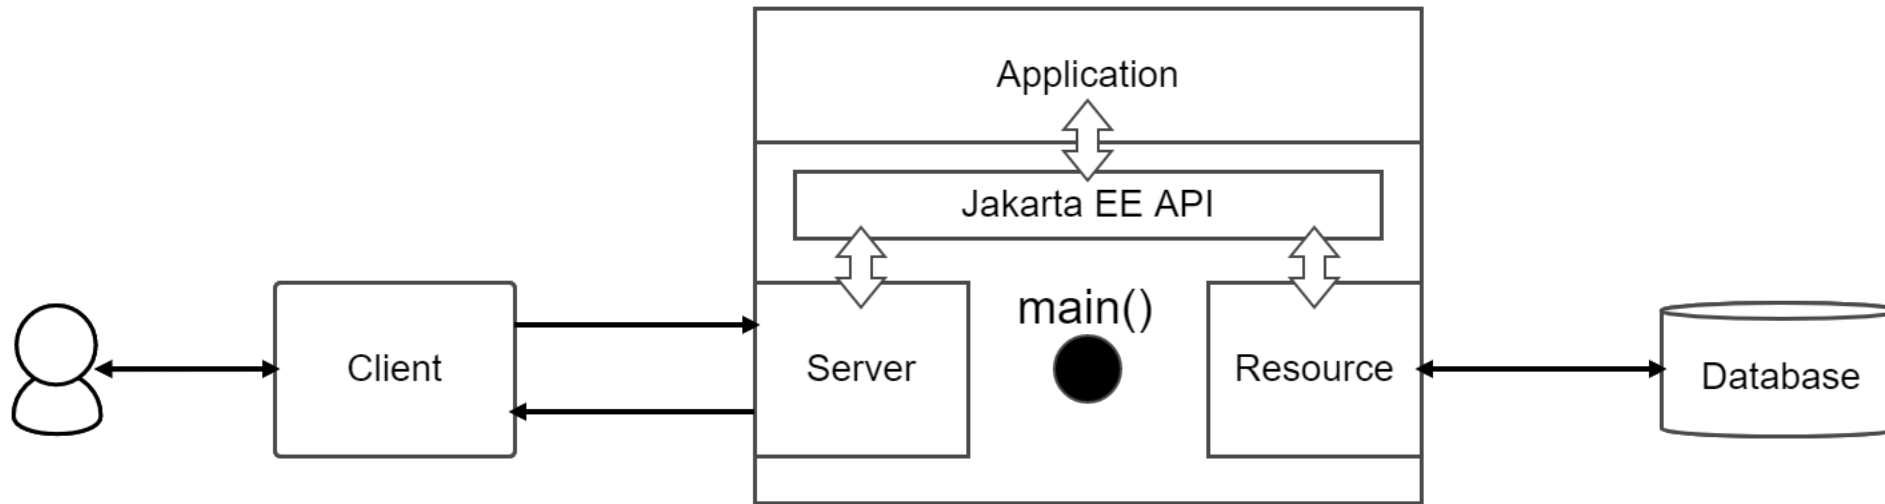 Application
Jakarta EE API
main()
Client
Server
Resource
Database